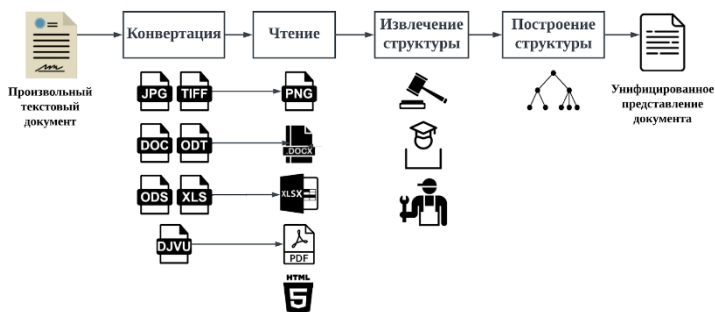 Произвольный
текстовый
документ
Конвертация
Чтение
Извлечение
структуры
Построение
структуры
Унифицированное
представление
документа
JPG TIFF PNG
DOC ODT .DOCX
ODS XLS XLSX
DJVU PDF
HTML
5